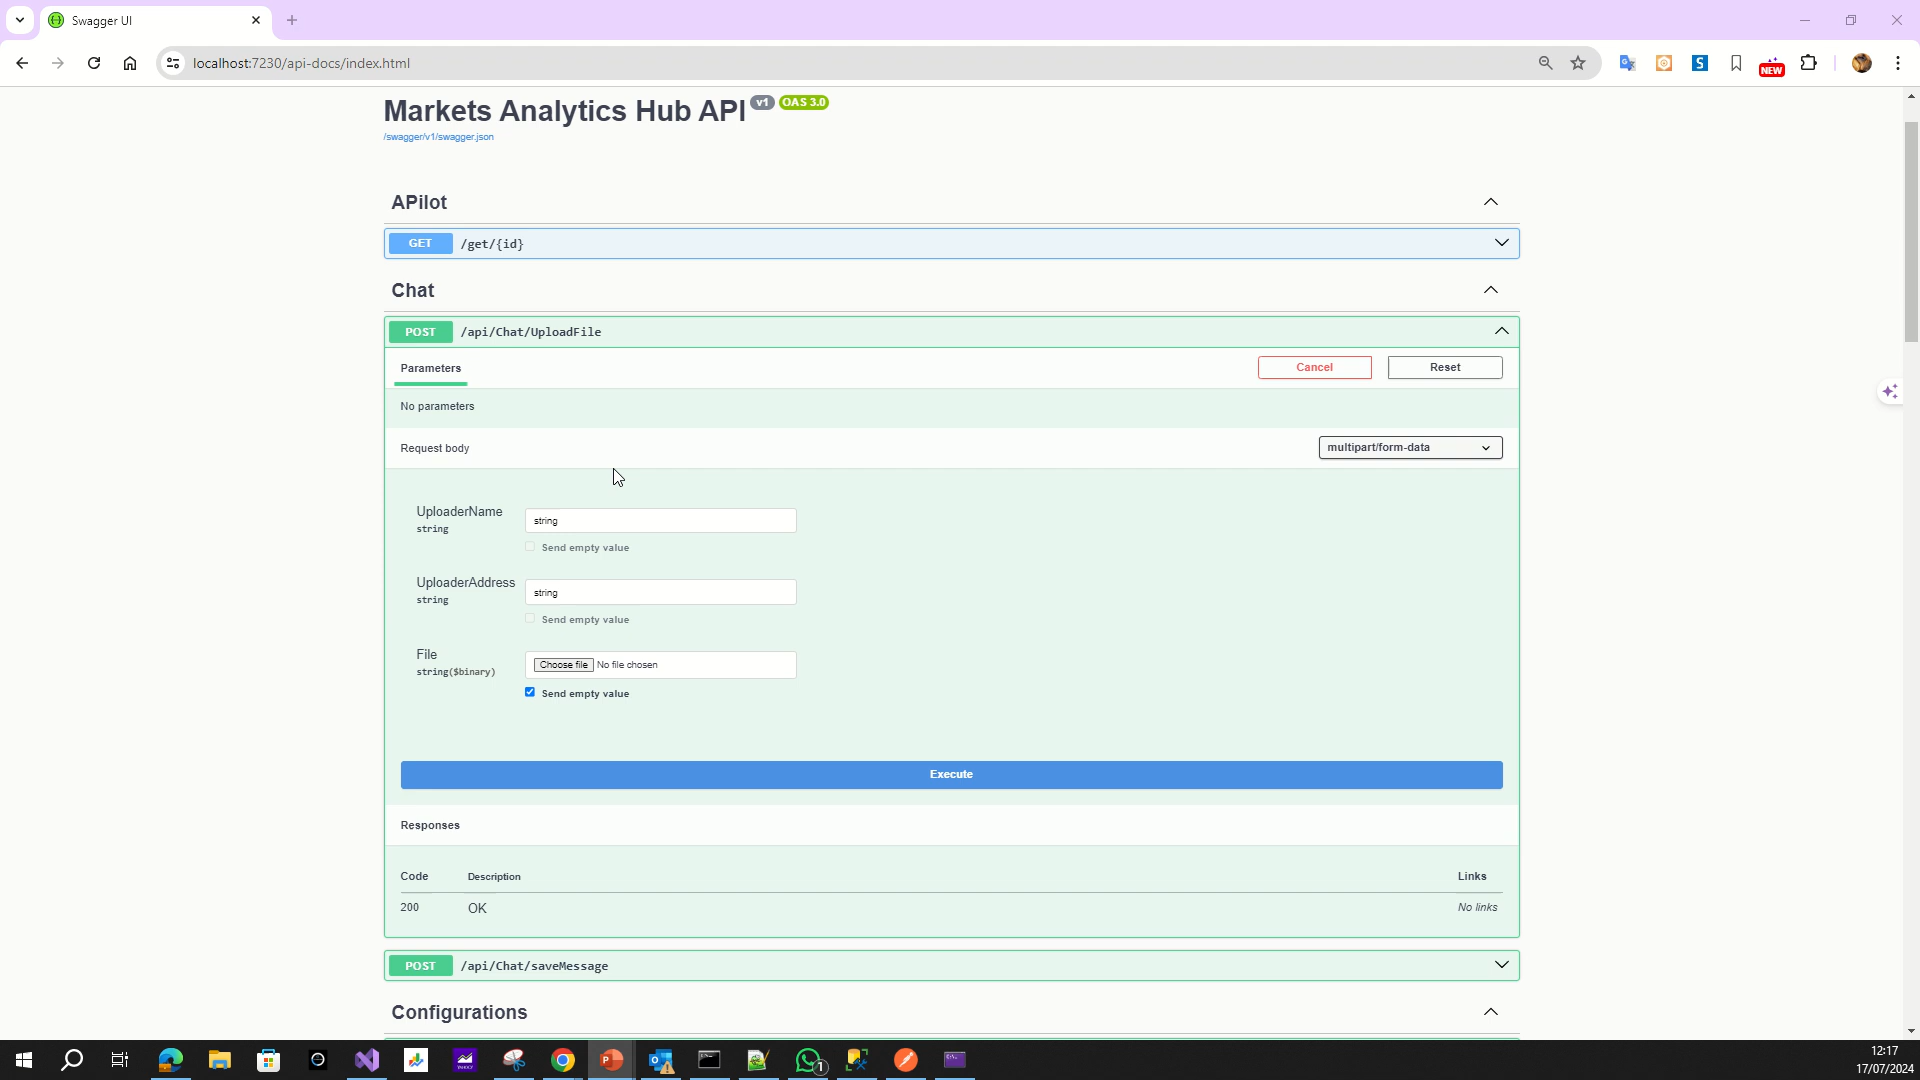 Swagger UI
localhost:7230/api-docs/index.html
NEW
Markets Analytics Hub API v1 OAS 3.0
/swagger/v1/swagger.json
APilot
GET /get/{id}
Chat
POST /api/Chat/UploadFile
Parameters Cancel Reset
No parameters
Request body multipart/form-data
UploaderName
string string
Send empty value
UploaderAddress
string string
Send empty value
File
string($binary) Choose file No file chosen
Send empty value
Execute
Responses
Code Description Links
200 OK No links
POST /api/Chat/saveMessage
Configurations
12:17
17/07/2024